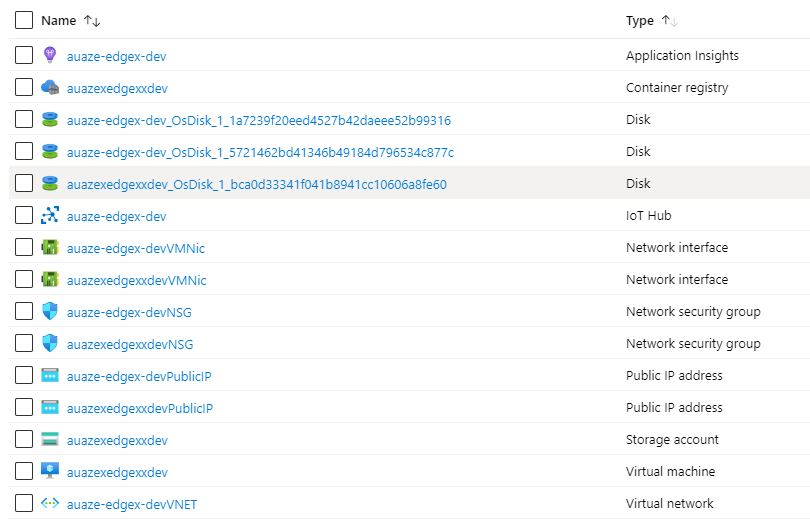 Name ↑↓ Type ↑↓
auaze-edgex-dev Application Insights
auazexedgexxdev Container registry
auaze-edgex-dev_OsDisk_1_1a7239f20eed4527b42daeee52b99316 Disk
auaze-edgex-dev_OsDisk_1_5721462bd41346b49184d796534c877c Disk
auazexedgexxdev_OsDisk_1_bca0d33341f041b8941cc10606a8fe60 Disk
auaze-edgex-dev IoT Hub
auaze-edgex-devVMNic Network interface
auazexedgexxdevVMNic Network interface
auaze-edgex-devNSG Network security group
auazexedgexxdevNSG Network security group
auaze-edgex-devPublicIP Public IP address
auazexedgexxdevPublicIP Public IP address
auazexedgexxdev Storage account
auazexedgexxdev Virtual machine
auaze-edgex-devVNET Virtual network